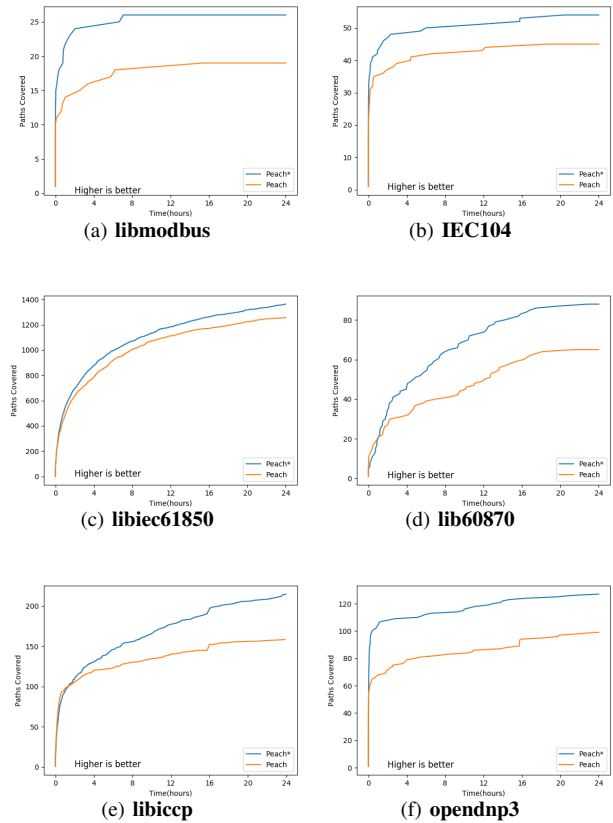 25
20
15
10
5
0
Paths Covered
Higher is better
Peach*
Peach
0 4 8 12 16 20 24
Time(hours)
(a) libmodbus
50
40
30
20
10
0
Paths Covered
Higher is better
Peach*
Peach
0 4 8 12 16 20 24
Time(hours)
(b) IEC104
1400
1200
1000
800
600
400
200
0
Paths Covered
Higher is better
Peach*
Peach
0 4 8 12 16 20 24
Time(hours)
(c) libiec61850
80
60
40
20
0
Paths Covered
Higher is better
Peach*
Peach
0 4 8 12 16 20 24
Time(hours)
(d) lib60870
200
150
100
50
0
Paths Covered
Higher is better
Peach*
Peach
0 4 8 12 16 20 24
Time(hours)
(e) libiccp
120
100
80
60
40
20
0
Paths Covered
Higher is better
Peach*
Peach
0 4 8 12 16 20 24
Time(hours)
(f) opendnp3